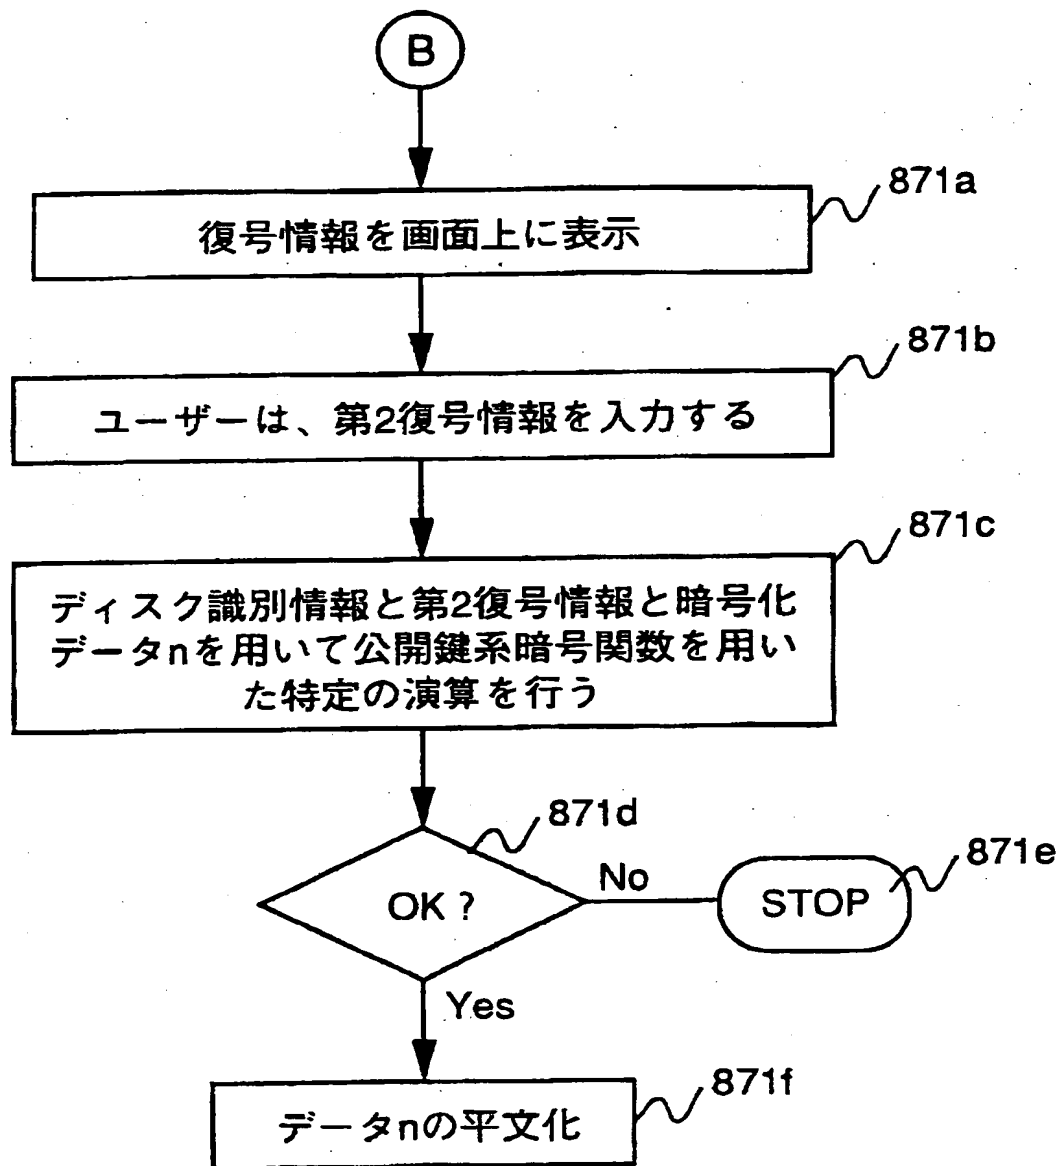 B
871a
復号情報を画面上に表示
871b
ユーザーは、第2復号情報を入力する
871c
ディスク識別情報と第2復号情報と暗号化
データnを用いて公開鍵系暗号関数を用い
た特定の演算を行う
871d
OK ?
No
STOP
871e
Yes
871f
データnの平文化